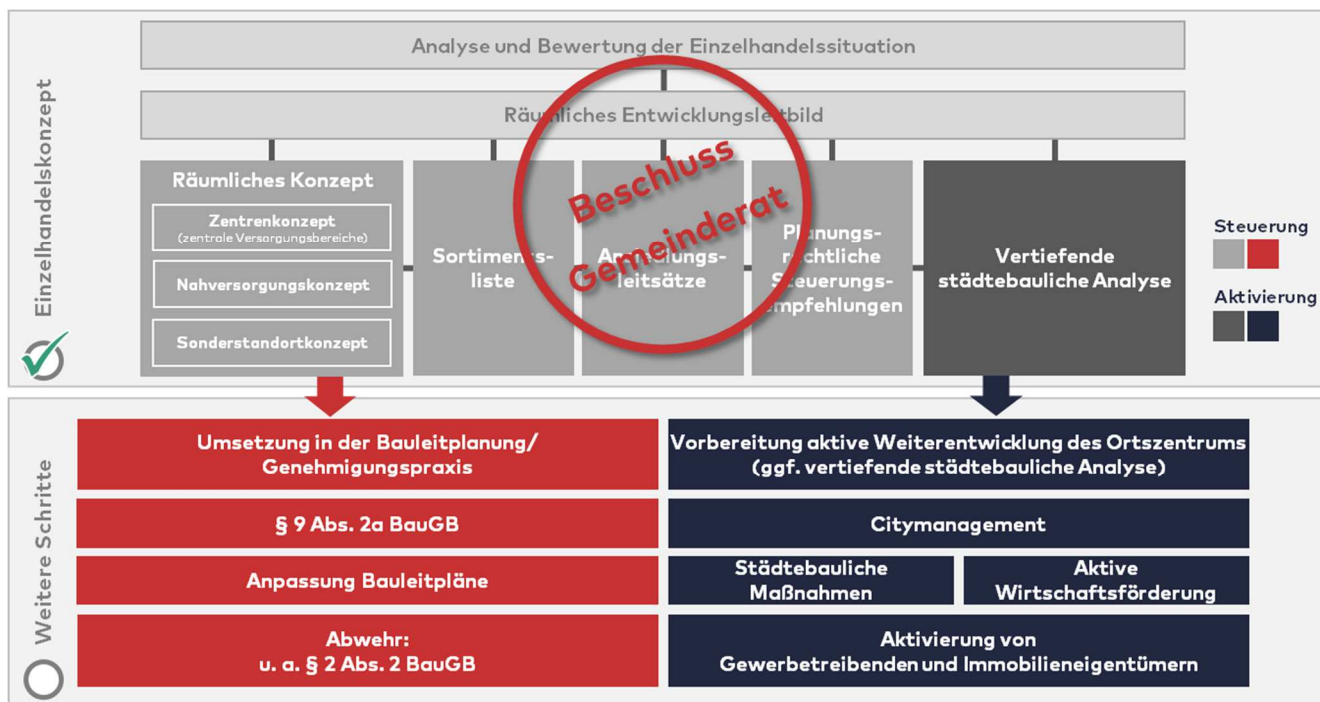 Einzelhandelskonzept
Analyse und Bewertung der Einzelhandelssituation
Räumliches Entwicklungsleitbild
Räumliches Konzept
Zentrenkonzept
(zentrale Versorgungsbereiche)
Nahversorgungskonzept
Sonderstandortkonzept
Sortiments-
liste
Ansiedlungs-
leitsätze
Planungs-
rechtliche
Steuerungs-
empfehlungen
Vertiefende
städtebauliche Analyse
Beschluss
Gemeinderat
Steuerung
Aktivierung
Weitere Schritte
Umsetzung in der Bauleitplanung/
Genehmigungspraxis
§ 9 Abs. 2a BauGB
Anpassung Bauleitpläne
Abwehr:
u. a. § 2 Abs. 2 BauGB
Vorbereitung aktive Weiterentwicklung des Ortszentrums
(ggf. vertiefende städtebauliche Analyse)
Citymanagement
Städtebauliche
Maßnahmen
Aktive
Wirtschaftsförderung
Aktivierung von
Gewerbetreibenden und Immobilieneigentümern